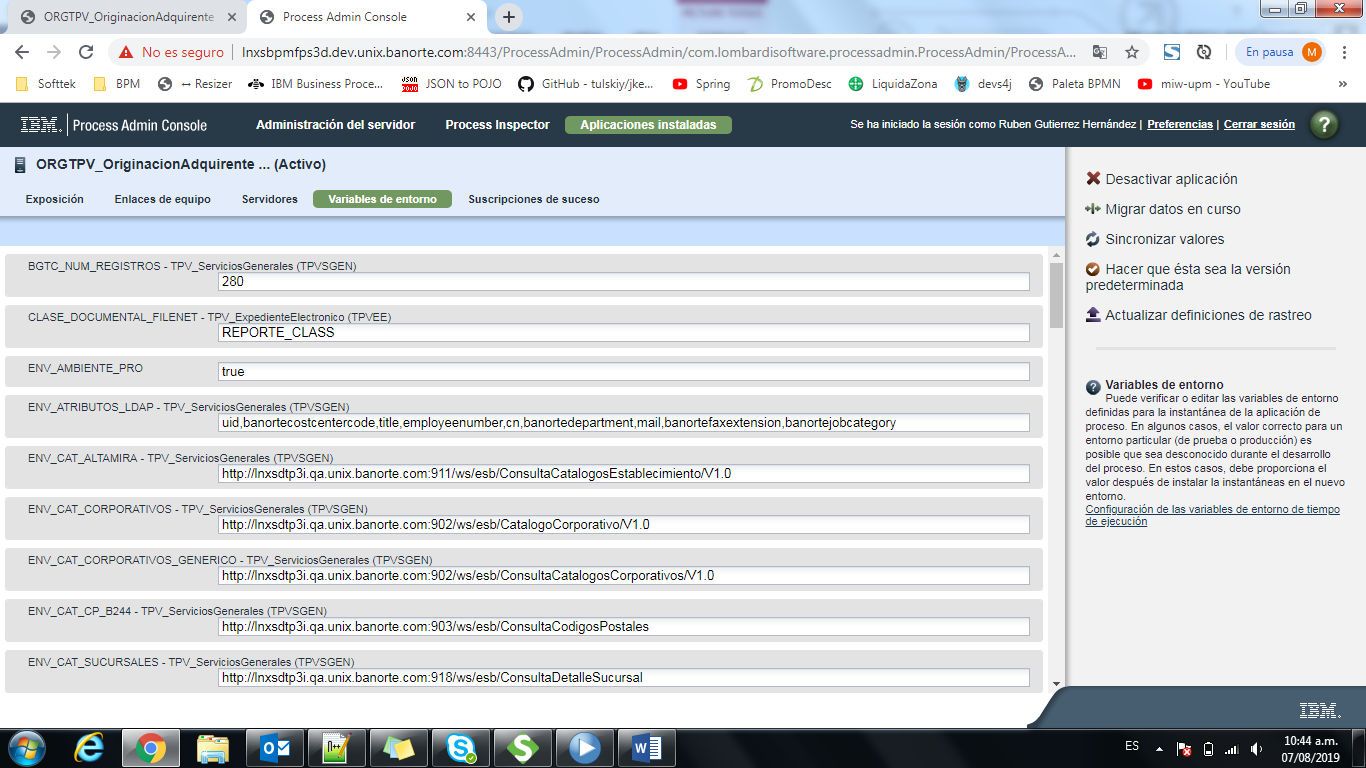 ORGTPV_OriginacionAdquirente
Process Admin Console
No es seguro | lnxsbpmfps3d.dev.unix.banorte.com:8443/ProcessAdmin/ProcessAdmin/com.lombardisoftware.processadmin.ProcessAdmin/ProcessA...
En pausa M
Softtek BPM ↔ Resizer IBM Business Proce... JSON to POJO GitHub - tulskiy/jke... Spring PromoDesc LiquidaZona devs4j Paleta BPMN miw-upm - YouTube »
IBM. Process Admin Console Administración del servidor Process Inspector Aplicaciones instaladas Se ha iniciado la sesión como Ruben Gutierrez Hernández | Preferencias | Cerrar sesión ?
ORGTPV_OriginacionAdquirente ... (Activo)
Exposición Enlaces de equipo Servidores Variables de entorno Suscripciones de suceso
BGTC_NUM_REGISTROS - TPV_ServiciosGenerales (TPVSGEN)
280
CLASE_DOCUMENTAL_FILENET - TPV_ExpedienteElectronico (TPVEE)
REPORTE_CLASS
ENV_AMBIENTE_PRO
true
ENV_ATRIBUTOS_LDAP - TPV_ServiciosGenerales (TPVSGEN)
uid,banortecostcentercode,title,employeenumber,cn,banortedepartment,mail,banortefaxextension,banortejobcategory
ENV_CAT_ALTAMIRA - TPV_ServiciosGenerales (TPVSGEN)
http://lnxsdtp3i.qa.unix.banorte.com:911/ws/esb/ConsultaCatalogosEstablecimiento/V1.0
ENV_CAT_CORPORATIVOS - TPV_ServiciosGenerales (TPVSGEN)
http://lnxsdtp3i.qa.unix.banorte.com:902/ws/esb/CatalogoCorporativo/V1.0
ENV_CAT_CORPORATIVOS_GENERICO - TPV_ServiciosGenerales (TPVSGEN)
http://lnxsdtp3i.qa.unix.banorte.com:902/ws/esb/ConsultaCatalogosCorporativos/V1.0
ENV_CAT_CP_B244 - TPV_ServiciosGenerales (TPVSGEN)
http://lnxsdtp3i.qa.unix.banorte.com:903/ws/esb/ConsultaCodigosPostales
ENV_CAT_SUCURSALES - TPV_ServiciosGenerales (TPVSGEN)
http://lnxsdtp3i.qa.unix.banorte.com:918/ws/esb/ConsultaDetalleSucursal
Desactivar aplicación
Migrar datos en curso
Sincronizar valores
Hacer que ésta sea la versión
predeterminada
Actualizar definiciones de rastreo
Variables de entorno
Puede verificar o editar las variables de entorno
definidas para la instantánea de la aplicación de
proceso. En algunos casos, el valor correcto para un
entorno particular (de prueba o producción) es
posible que sea desconocido durante el desarrollo
del proceso. En estos casos, debe proporciona el
valor después de instalar la instantáneas en el nuevo
entorno.
Configuración de las variables de entorno de tiempo
de ejecución
IBM.
ES
10:44 a.m.
07/08/2019